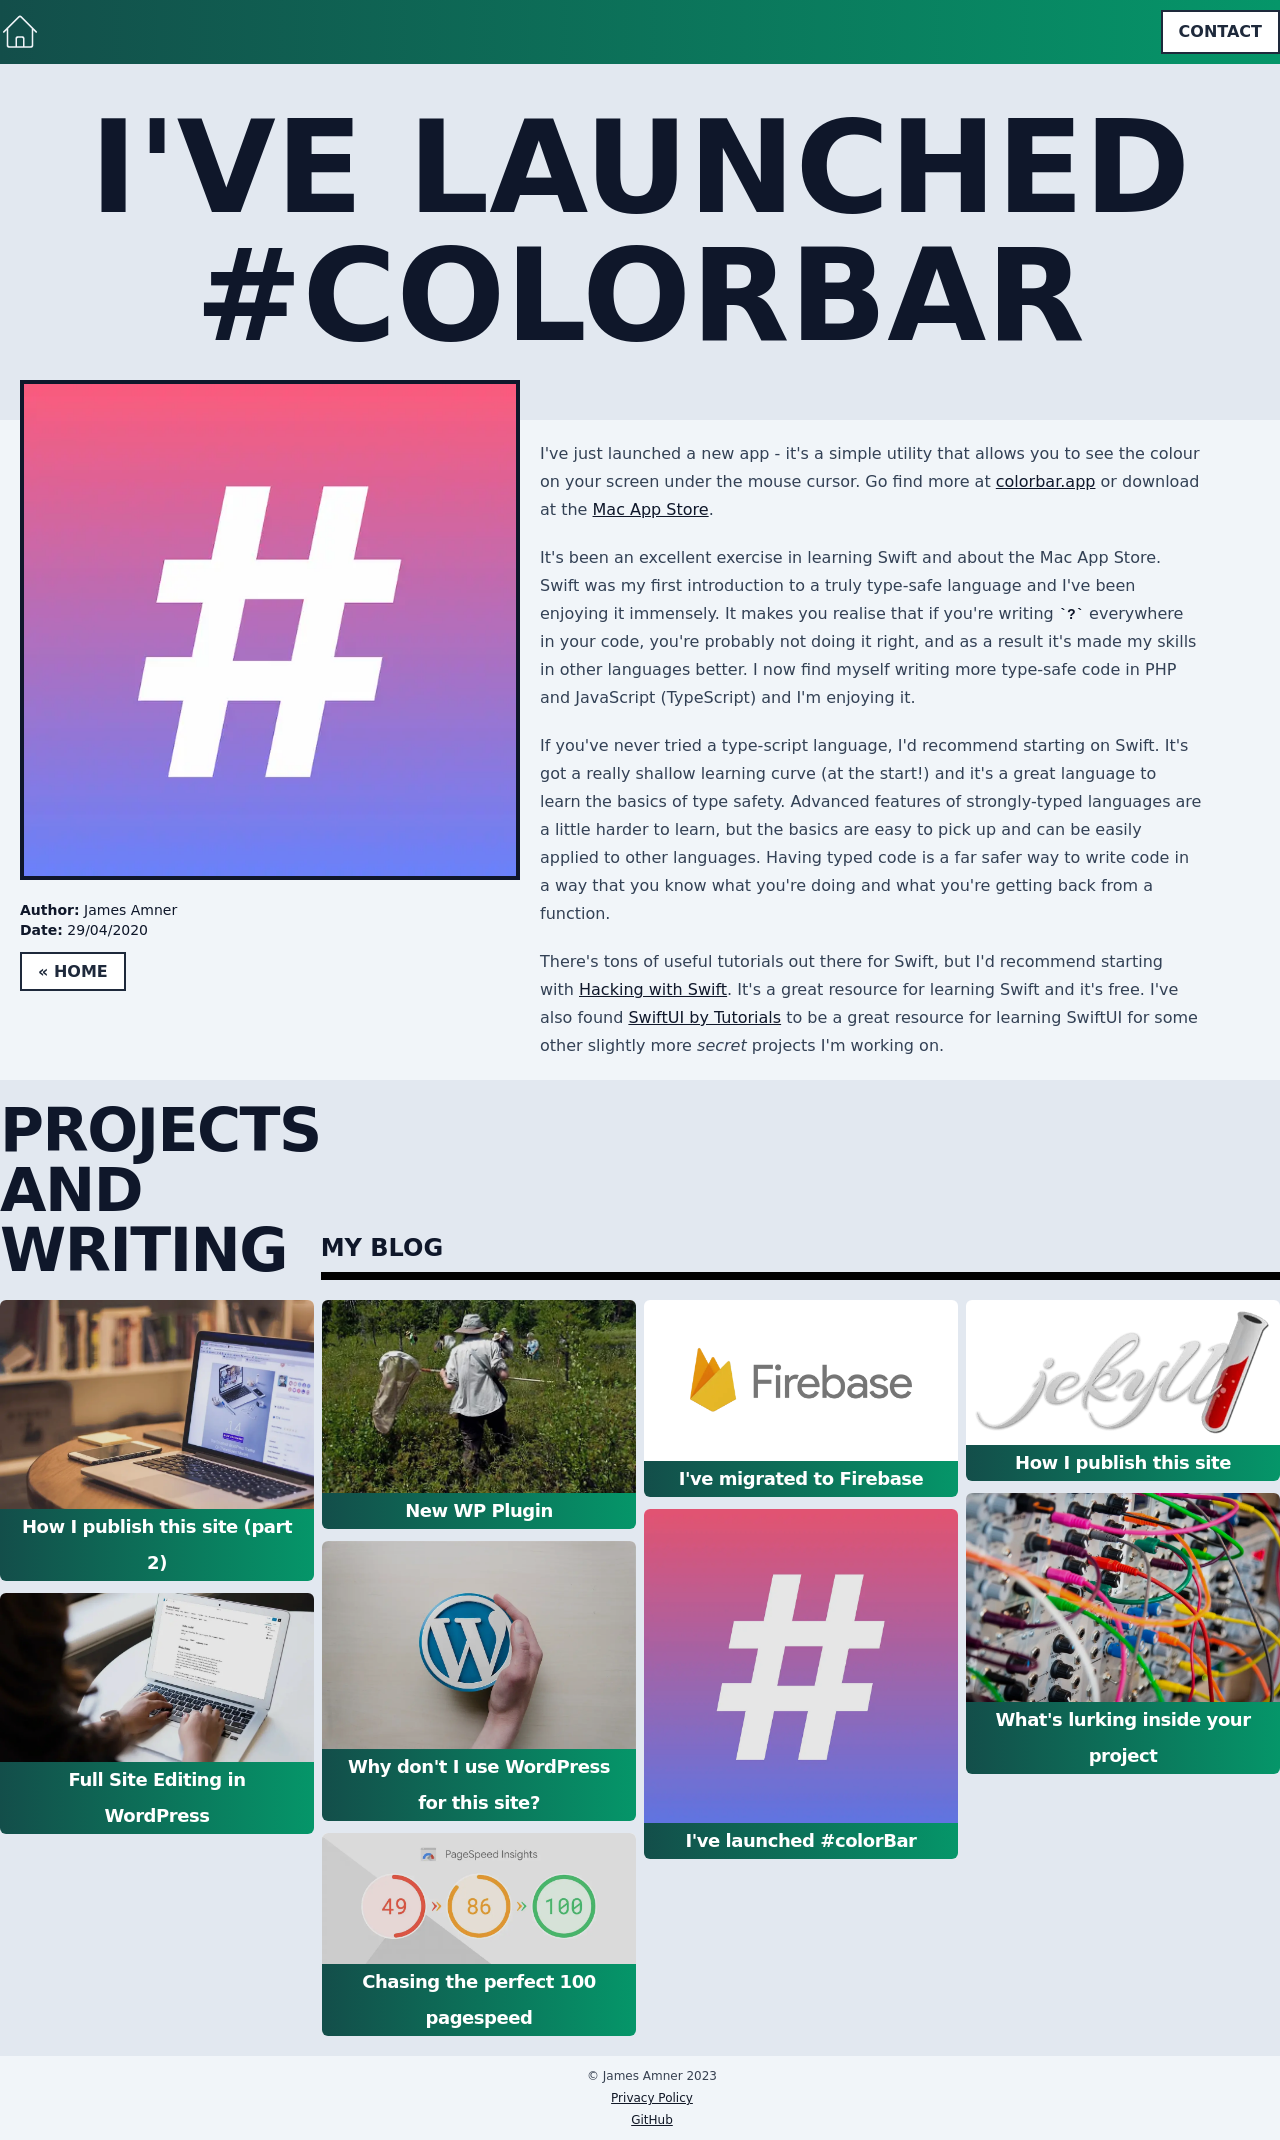 CONTACT
I'VE LAUNCHED
#COLORBAR
#
I've just launched a new app - it's a simple utility that allows you to see the colour
on your screen under the mouse cursor. Go find more at colorbar.app or download
at the Mac App Store.
It's been an excellent exercise in learning Swift and about the Mac App Store.
Swift was my first introduction to a truly type-safe language and I've been
enjoying it immensely. It makes you realise that if you're writing `?` everywhere
in your code, you're probably not doing it right, and as a result it's made my skills
in other languages better. I now find myself writing more type-safe code in PHP
and JavaScript (TypeScript) and I'm enjoying it.
If you've never tried a type-script language, I'd recommend starting on Swift. It's
got a really shallow learning curve (at the start!) and it's a great language to
learn the basics of type safety. Advanced features of strongly-typed languages are
a little harder to learn, but the basics are easy to pick up and can be easily
applied to other languages. Having typed code is a far safer way to write code in
a way that you know what you're doing and what you're getting back from a
function.
There's tons of useful tutorials out there for Swift, but I'd recommend starting
with Hacking with Swift. It's a great resource for learning Swift and it's free. I've
also found SwiftUI by Tutorials to be a great resource for learning SwiftUI for some
other slightly more secret projects I'm working on.
Author: James Amner
Date: 29/04/2020
« HOME
PROJECTS
AND
WRITING
MY BLOG
How I publish this site (part
2)
Full Site Editing in
WordPress
New WP Plugin
W
Why don't I use WordPress
for this site?
PageSpeed Insights
49 » 86 » 100
Chasing the perfect 100
pagespeed
Firebase
I've migrated to Firebase
#
I've launched #colorBar
jekyll
How I publish this site
What's lurking inside your
project
© James Amner 2023
Privacy Policy
GitHub